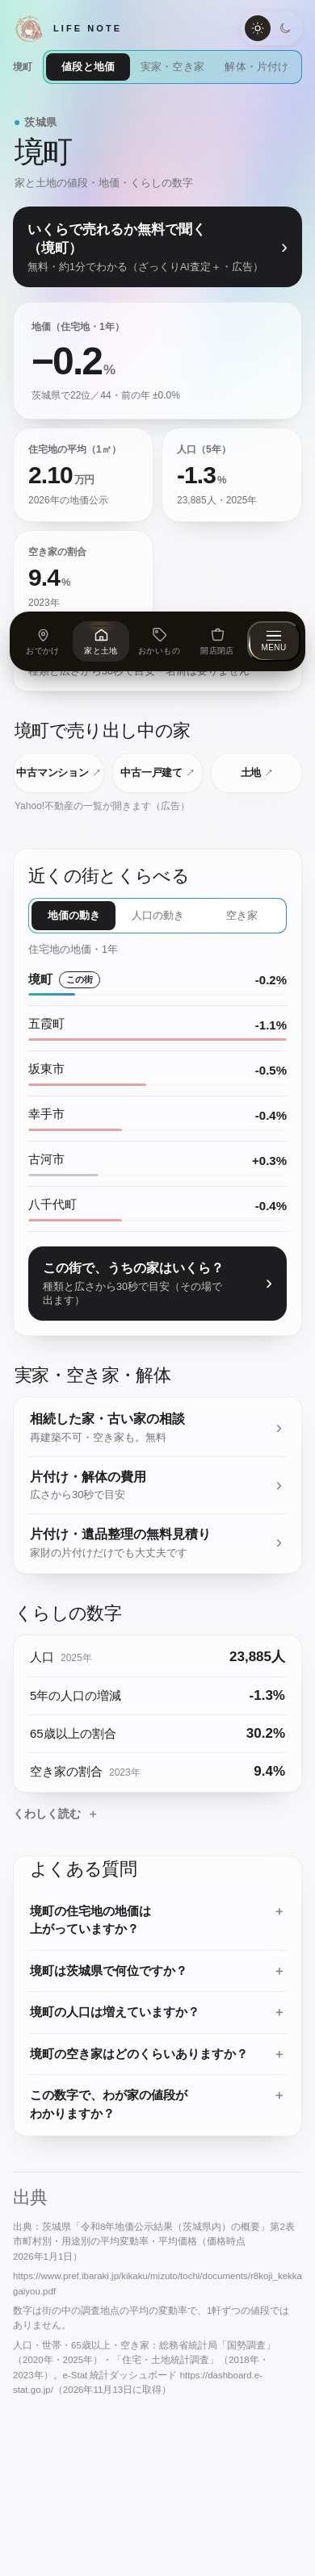 LIFE NOTE
境町
値段と地価
実家・空き家
解体・片付け
茨城県
境町
家と土地の値段・地価・くらしの数字
いくらで売れるか無料で聞く
（境町）
›
無料・約1分でわかる（ざっくりAI査定＋・広告）
地価（住宅地・1年）
−0.2%
茨城県で22位／44・前の年 ±0.0%
住宅地の平均（1㎡）
2.10万円
2026年の地価公示
人口（5年）
-1.3%
23,885人・2025年
空き家の割合
9.4%
2023年
おでかけ
家と土地
おかいもの
開店閉店
MENU
境町で売り出し中の家
中古マンション ↗
中古一戸建て ↗
土地 ↗
Yahoo!不動産の一覧が開きます（広告）
近くの街とくらべる
地価の動き
人口の動き
空き家
住宅地の地価・1年
境町 この街 -0.2%
五霞町 -1.1%
坂東市 -0.5%
幸手市 -0.4%
古河市 +0.3%
八千代町 -0.4%
この街で、うちの家はいくら？
種類と広さから30秒で目安（その場で
出ます）
›
実家・空き家・解体
相続した家・古い家の相談
再建築不可・空き家も。無料
›
片付け・解体の費用
広さから30秒で目安
›
片付け・遺品整理の無料見積り
家財の片付けだけでも大丈夫です
›
くらしの数字
人口 2025年 23,885人
5年の人口の増減 -1.3%
65歳以上の割合 30.2%
空き家の割合 2023年 9.4%
くわしく読む +
よくある質問
境町の住宅地の地価は
上がっていますか？ +
境町は茨城県で何位ですか？ +
境町の人口は増えていますか？ +
境町の空き家はどのくらいありますか？ +
この数字で、わが家の値段が
わかりますか？ +
出典
出典：茨城県「令和8年地価公示結果（茨城県内）の概要」第2表
市町村別・用途別の平均変動率・平均価格（価格時点
2026年1月1日）
https://www.pref.ibaraki.jp/kikaku/mizuto/tochi/documents/r8koji_kekka
gaiyou.pdf
数字は街の中の調査地点の平均の変動率で、1軒ずつの値段では
ありません。
人口・世帯・65歳以上・空き家：総務省統計局「国勢調査」
（2020年・2025年）・「住宅・土地統計調査」（2018年・
2023年）。e-Stat 統計ダッシュボード https://dashboard.e-
stat.go.jp/（2026年11月13日に取得）